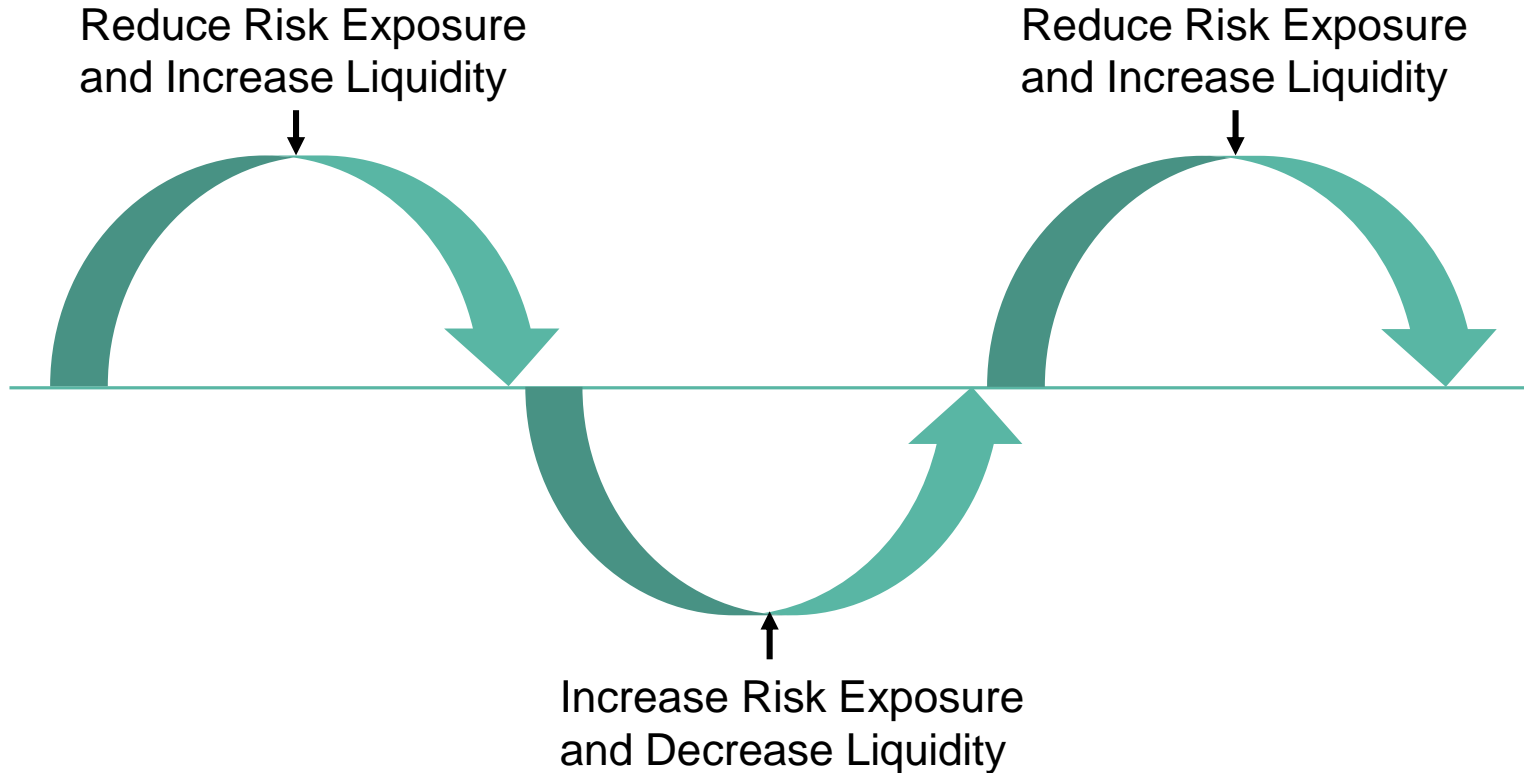 Reduce Risk Exposure
and Increase Liquidity
Reduce Risk Exposure
and Increase Liquidity
Increase Risk Exposure
and Decrease Liquidity